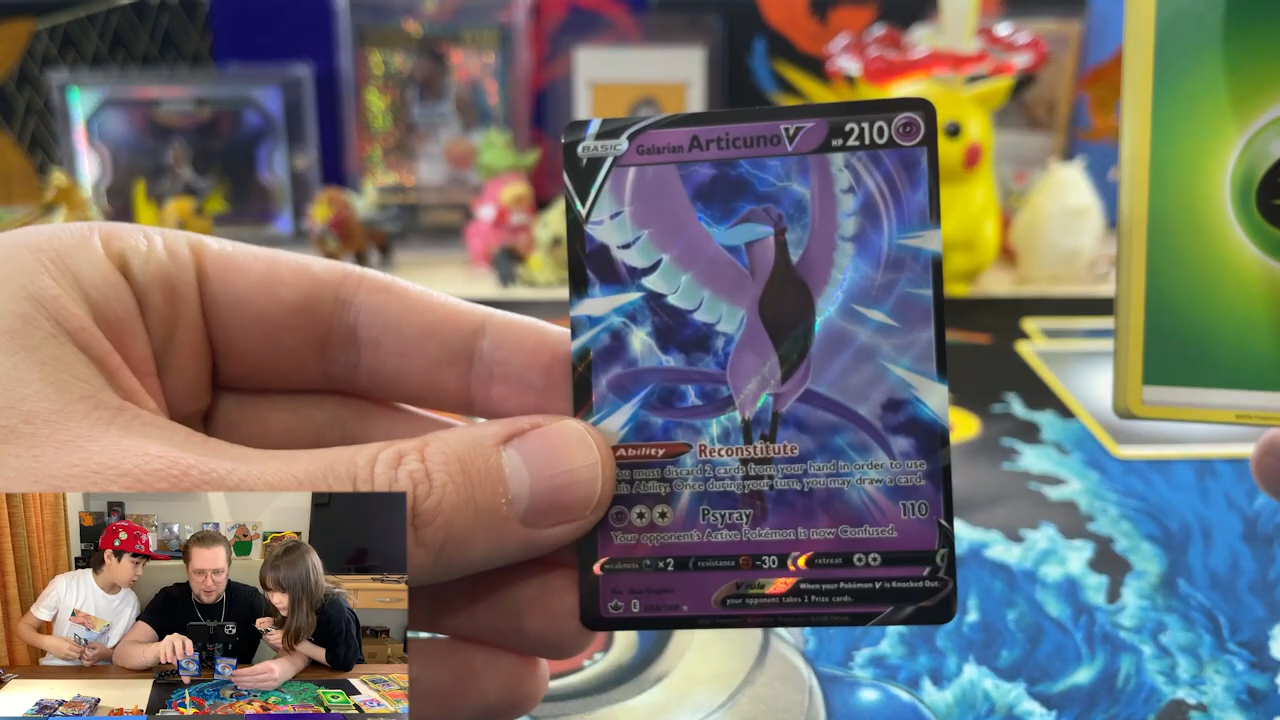 BASIC Galarian Articuno V HP 210
Ability Reconstitute
You must discard 2 cards from your hand in order to use
this Ability. Once during your turn, you may draw a card.
Psyray 110
Your opponent's Active Pokémon is now Confused.
weakness ×2 resistance -30 retreat
V rule When your Pokémon V is Knocked Out,
your opponent takes 2 Prize cards.
E